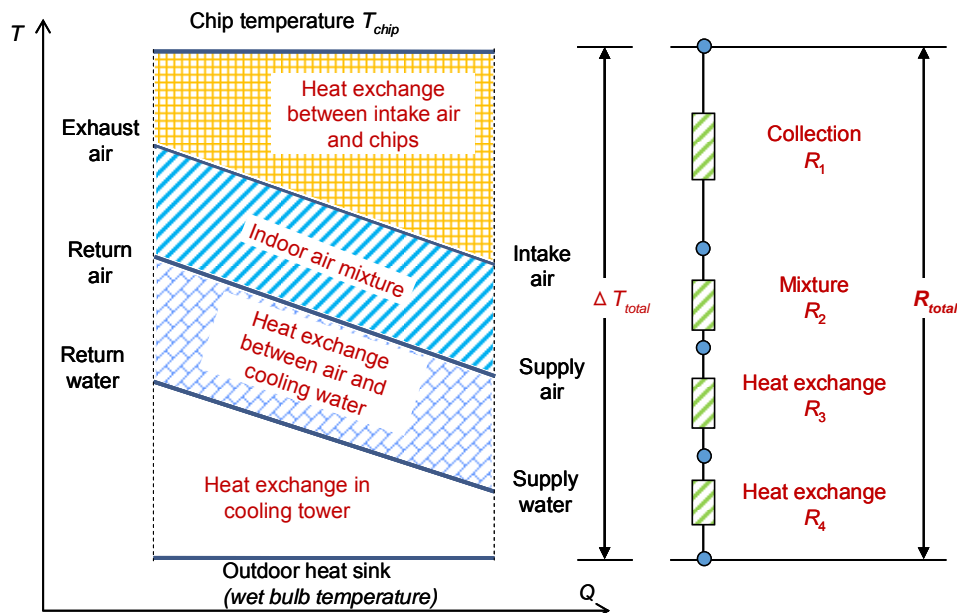 Chip temperature T_chip
T
Heat exchange
between intake air
and chips
Exhaust
air
Collection
R₁
Return
air
Indoor air mixture
Intake
air
Δ T_total
Mixture
R₂
R_total
Return
water
Heat exchange
between air and
cooling water
Supply
air
Heat exchange
R₃
Heat exchange in
cooling tower
Supply
water
Heat exchange
R₄
Outdoor heat sink
(wet bulb temperature)
Q